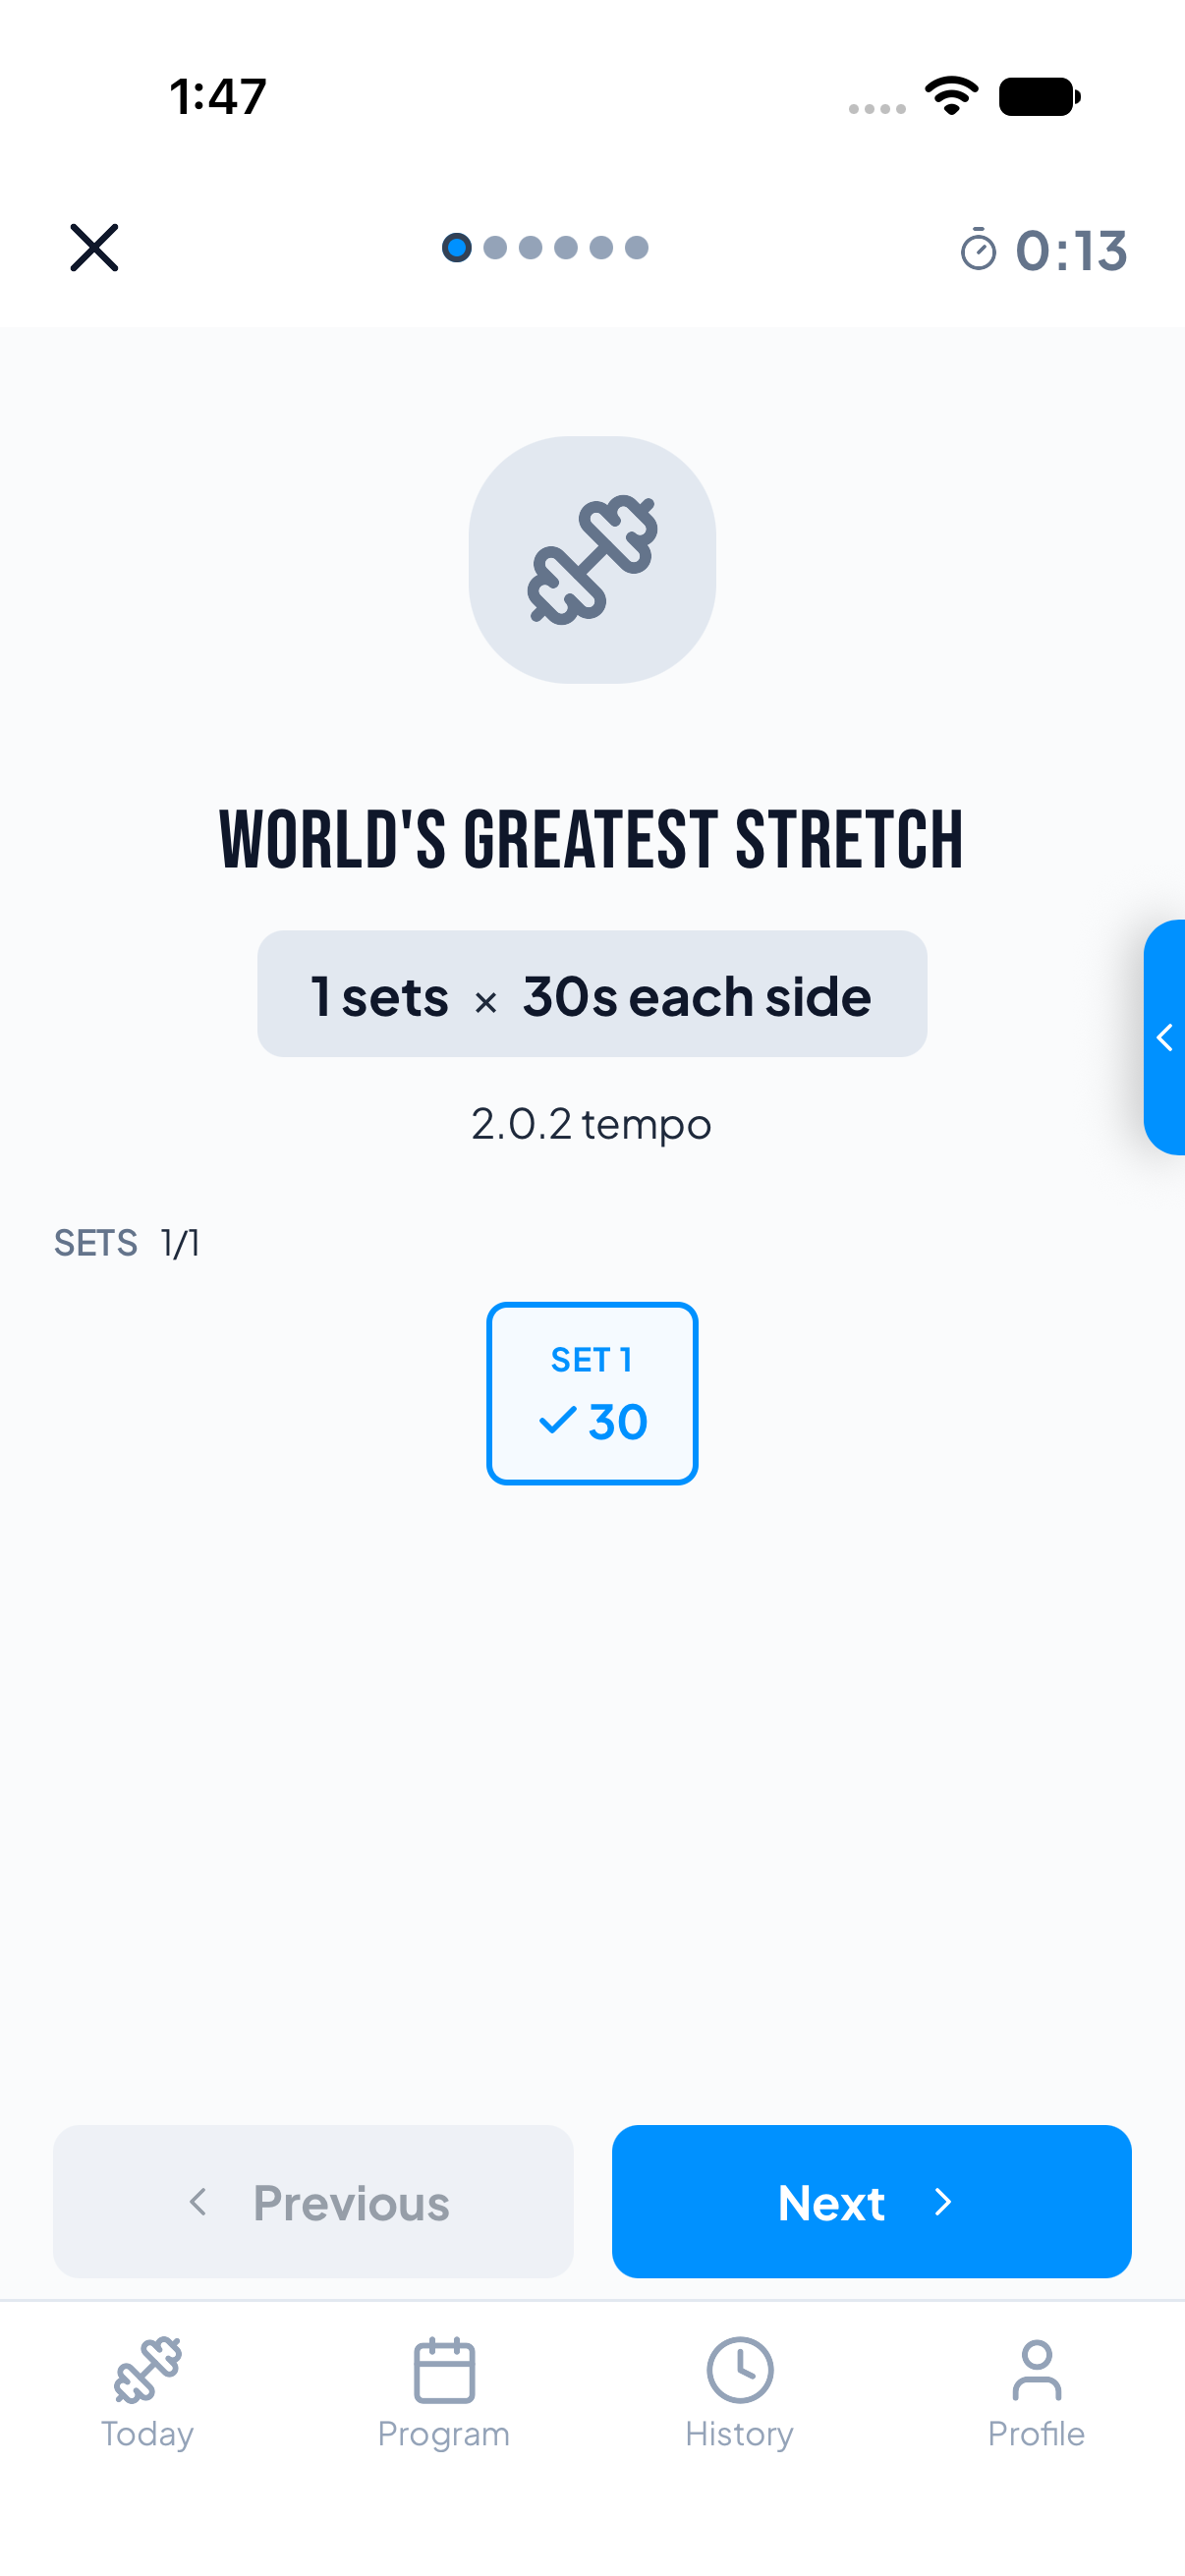 1:47
0:13
WORLD'S GREATEST STRETCH
1 sets × 30s each side
2.0.2 tempo
SETS 1/1
SET 1
30
Previous
Next
Today
Program
History
Profile